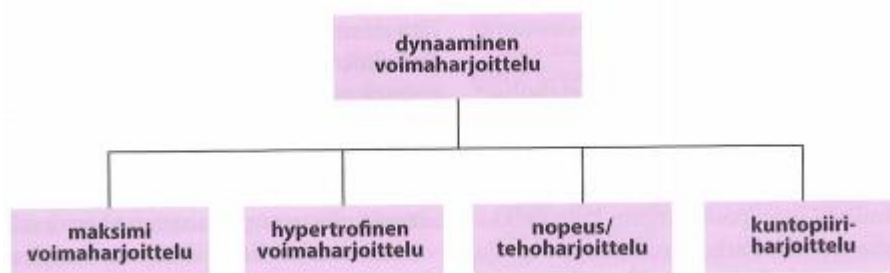 dynaaminen
voimaharjoittelu
maksimi
voimaharjoittelu
hypertrofinen
voimaharjoittelu
nopeus/
tehoharjoittelu
kuntopiiri-
harjoittelu